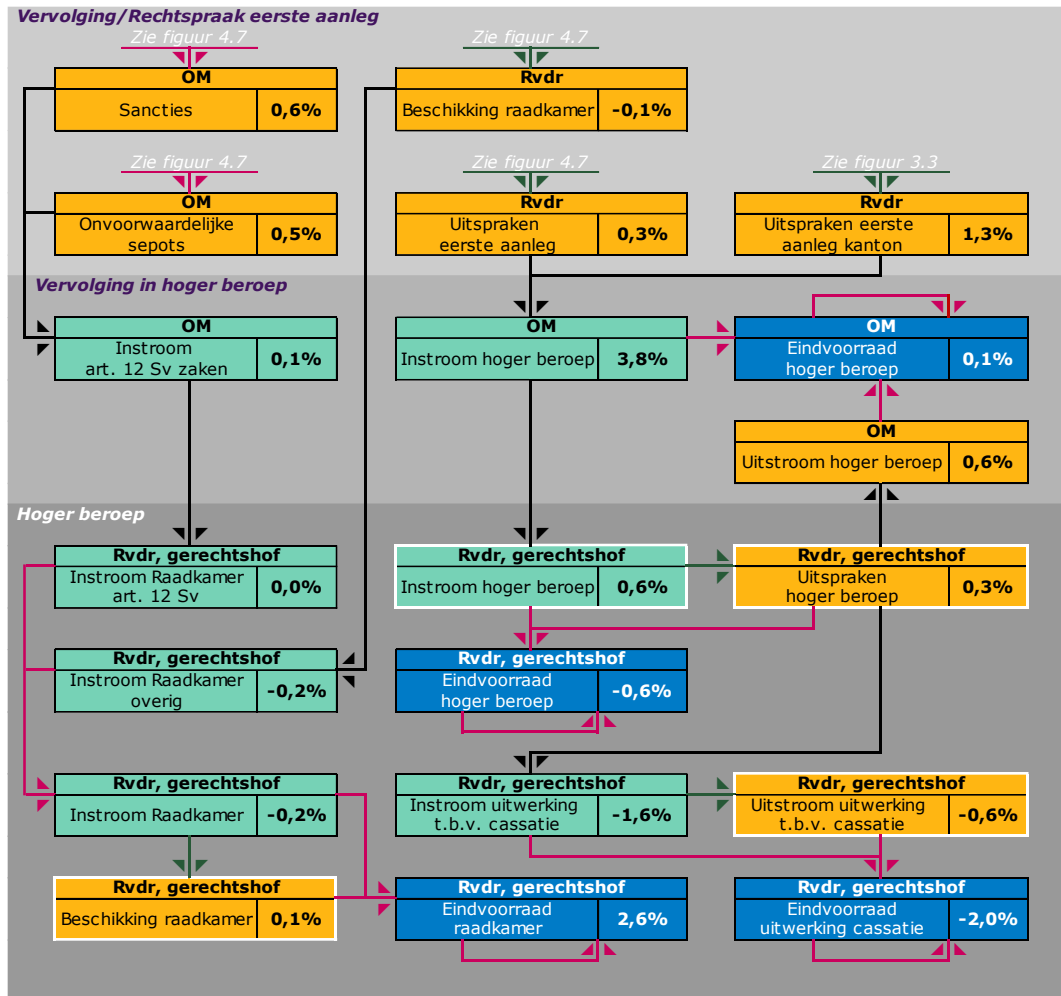 Vervolging/Rechtspraak eerste aanleg
Zie figuur 4.7
Zie figuur 4.7
OM
Sancties
0,6%
Rvdr
Beschikking raadkamer
-0,1%
Zie figuur 4.7
Zie figuur 4.7
Zie figuur 3.3
OM
Onvoorwaardelijke
sepots
0,5%
Rvdr
Uitspraken
eerste aanleg
0,3%
Rvdr
Uitspraken eerste
aanleg kanton
1,3%
Vervolging in hoger beroep
OM
Instroom
art. 12 Sv zaken
0,1%
OM
Instroom hoger beroep
3,8%
OM
Eindvoorraad
hoger beroep
0,1%
OM
Uitstroom hoger beroep
0,6%
Hoger beroep
Rvdr, gerechtshof
Instroom Raadkamer
art. 12 Sv
0,0%
Rvdr, gerechtshof
Instroom hoger beroep
0,6%
Rvdr, gerechtshof
Uitspraken
hoger beroep
0,3%
Rvdr, gerechtshof
Instroom Raadkamer
overig
-0,2%
Rvdr, gerechtshof
Eindvoorraad
hoger beroep
-0,6%
Rvdr, gerechtshof
Instroom Raadkamer
-0,2%
Rvdr, gerechtshof
Instroom uitwerking
t.b.v. cassatie
-1,6%
Rvdr, gerechtshof
Uitstroom uitwerking
t.b.v. cassatie
-0,6%
Rvdr, gerechtshof
Beschikking raadkamer
0,1%
Rvdr, gerechtshof
Eindvoorraad
raadkamer
2,6%
Rvdr, gerechtshof
Eindvoorraad
uitwerking cassatie
-2,0%